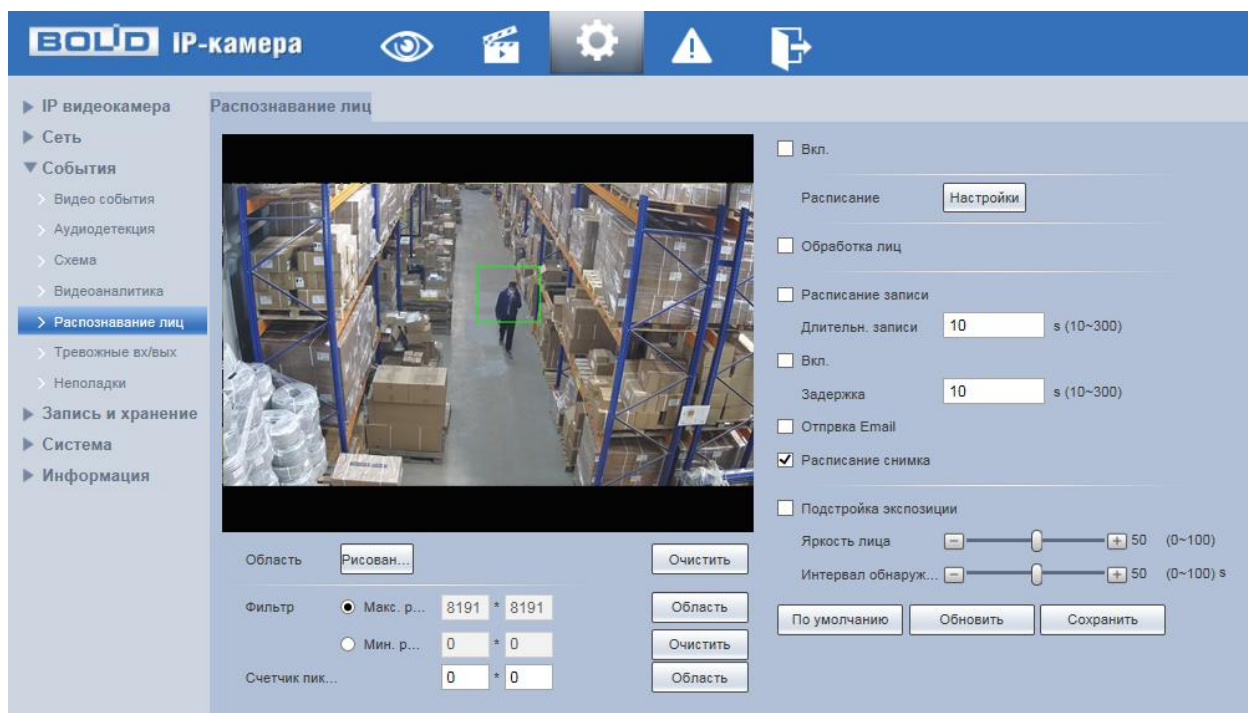 BOLID IP-камера
IP видеокамера
Сеть
События
Видео события
Аудиодетекция
Схема
Видеоаналитика
Распознавание лиц
Тревожные вх/вых
Неполадки
Запись и хранение
Система
Информация
Распознавание лиц
Область Рисован... Очистить
Фильтр Макс. р... 8191 * 8191 Область
Мин. р... 0 * 0 Очистить
Счетчик пик... 0 * 0 Область
Вкл.
Расписание Настройки
Обработка лиц
Расписание записи
Длительн. записи 10 s (10~300)
Вкл.
Задержка 10 s (10~300)
Отпрвка Email
Расписание снимка
Подстройка экспозиции
Яркость лица 50 (0~100)
Интервал обнаруж... 50 (0~100) s
По умолчанию Обновить Сохранить